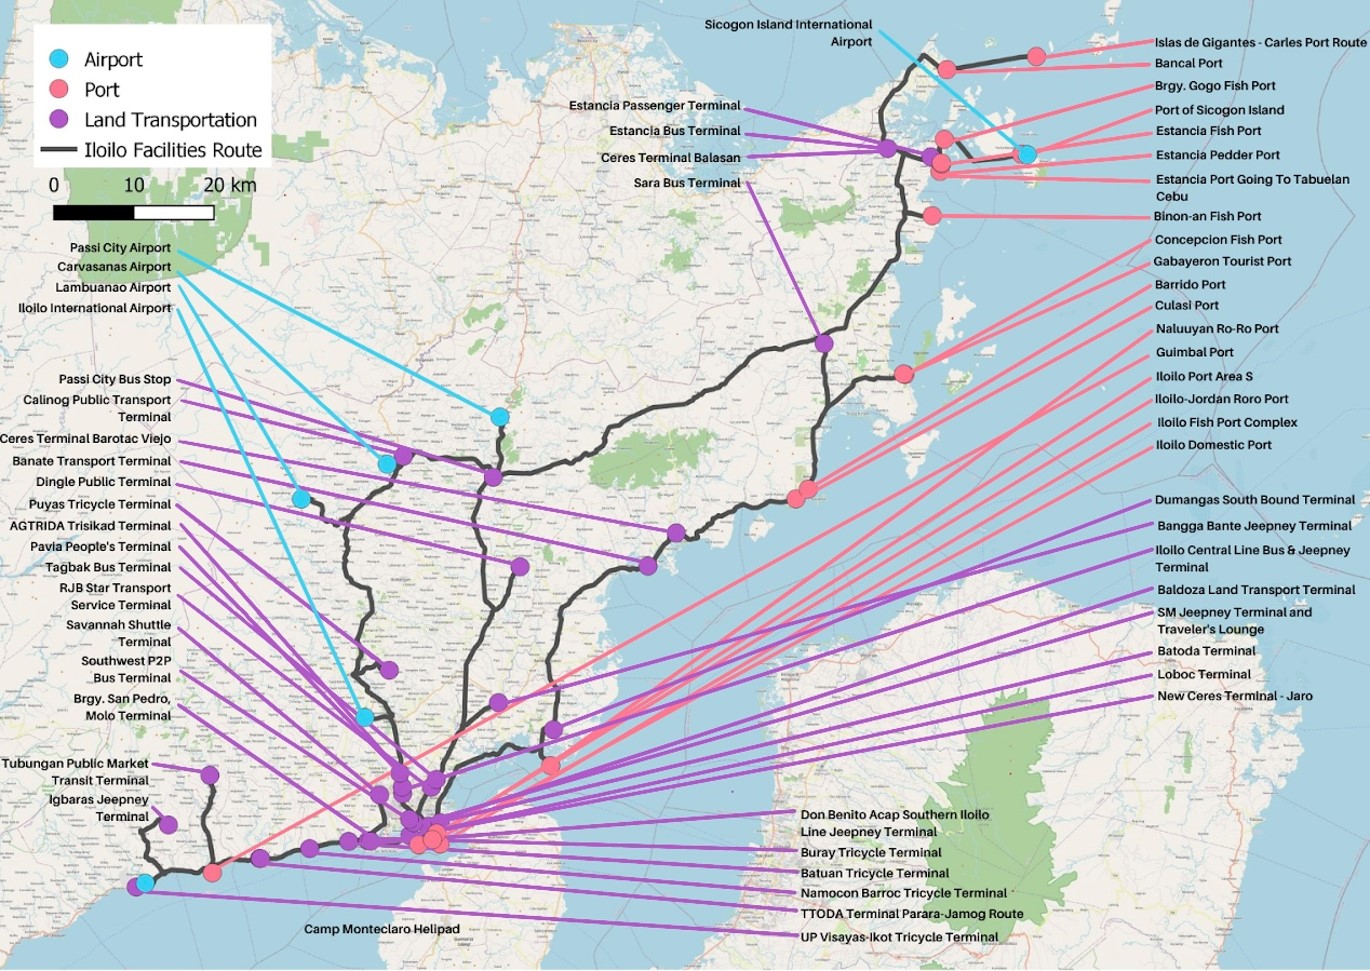 Airport
Port
Land Transportation
Iloilo Facilities Route
0 10 20 km
Sicogon Island International
Airport
Estancia Passenger Terminal
Estancia Bus Terminal
Ceres Terminal Balasan
Sara Bus Terminal
Islas de Gigantes - Carles Port Route
Bancal Port
Brgy. Gogo Fish Port
Port of Sicogon Island
Estancia Fish Port
Estancia Pedder Port
Estancia Port Going To Tabuelan
Cebu
Binon-an Fish Port
Concepcion Fish Port
Gabayeron Tourist Port
Barrido Port
Culasi Port
Naluuyan Ro-Ro Port
Guimbal Port
Iloilo Port Area S
Iloilo-Jordan Roro Port
Iloilo Fish Port Complex
Iloilo Domestic Port
Passi City Airport
Carvasanas Airport
Lambuanao Airport
Iloilo International Airport
Passi City Bus Stop
Calinog Public Transport
Terminal
Ceres Terminal Barotac Viejo
Banate Transport Terminal
Dingle Public Terminal
Puyas Tricycle Terminal
AGTRIDA Trisikad Terminal
Pavia People's Terminal
Tagbak Bus Terminal
RJB Star Transport
Service Terminal
Savannah Shuttle
Terminal
Southwest P2P
Bus Terminal
Brgy. San Pedro,
Molo Terminal
Tubungan Public Market
Transit Terminal
Igbaras Jeepney
Terminal
Dumangas South Bound Terminal
Bangga Bante Jeepney Terminal
Iloilo Central Line Bus & Jeepney
Terminal
Baldoza Land Transport Terminal
SM Jeepney Terminal and
Traveler's Lounge
Batoda Terminal
Loboc Terminal
New Ceres Terminal - Jaro
Don Benito Acap Southern Iloilo
Line Jeepney Terminal
Buray Tricycle Terminal
Batuan Tricycle Terminal
Namocon Barroc Tricycle Terminal
TTODA Terminal Parara-Jamog Route
UP Visayas-Ikot Tricycle Terminal
Camp Monteclaro Helipad